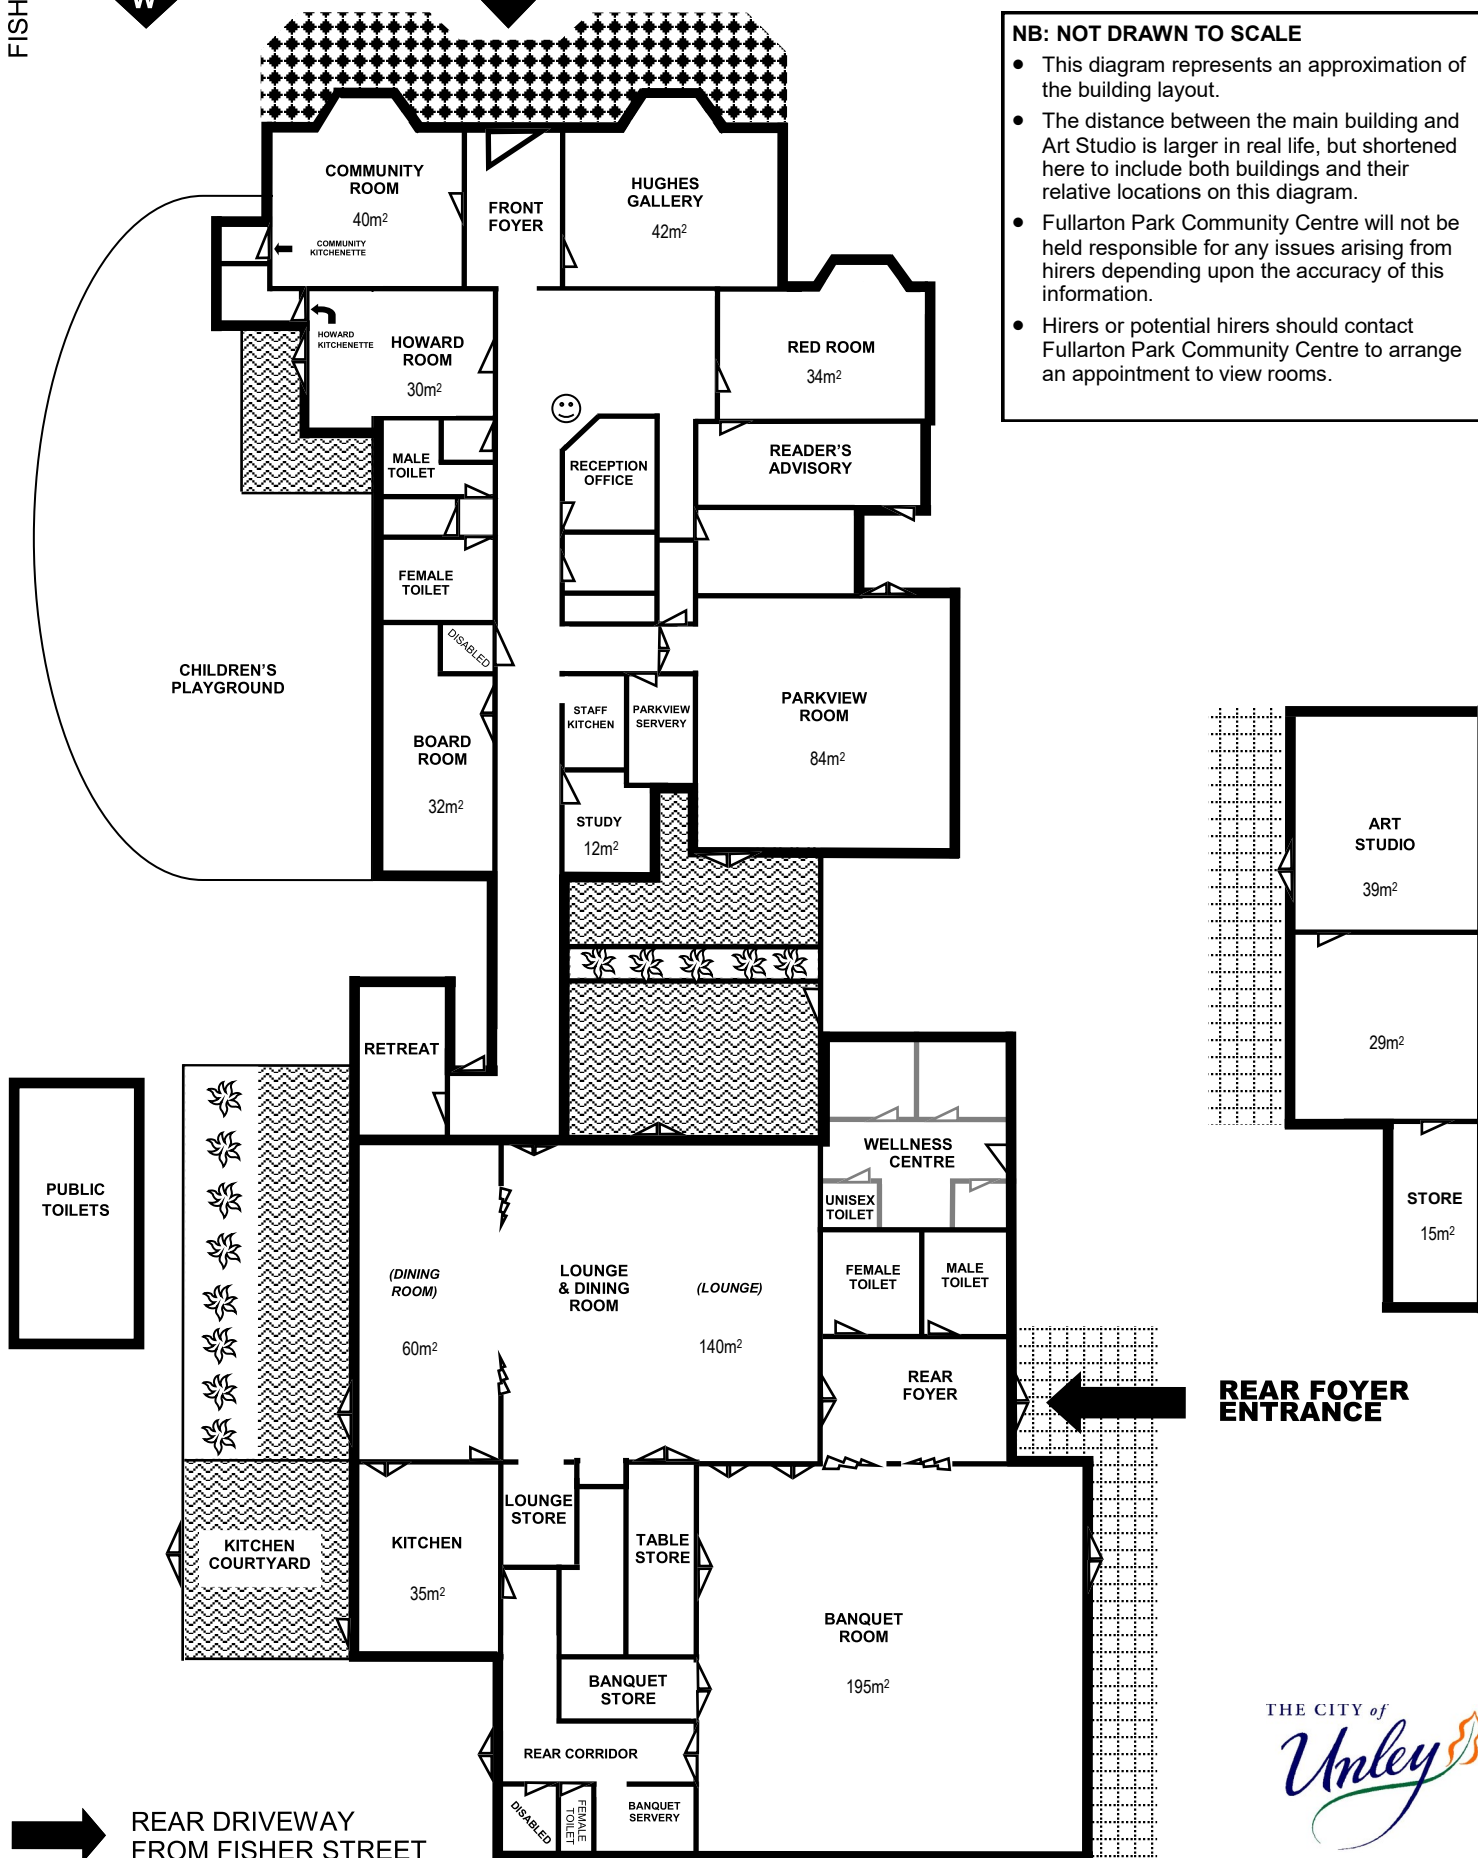 FISH
W
NB: NOT DRAWN TO SCALE
• This diagram represents an approximation of
the building layout.
• The distance between the main building and
Art Studio is larger in real life, but shortened
here to include both buildings and their
relative locations on this diagram.
• Fullarton Park Community Centre will not be
held responsible for any issues arising from
hirers depending upon the accuracy of this
information.
• Hirers or potential hirers should contact
Fullarton Park Community Centre to arrange
an appointment to view rooms.
COMMUNITY
ROOM
40m²
COMMUNITY
KITCHENETTE
FRONT
FOYER
HUGHES
GALLERY
42m²
HOWARD
KITCHENETTE
HOWARD
ROOM
30m²
RED ROOM
34m²
MALE
TOILET
RECEPTION
OFFICE
READER'S
ADVISORY
FEMALE
TOILET
DISABLED
CHILDREN'S
PLAYGROUND
BOARD
ROOM
32m²
STAFF
KITCHEN
PARKVIEW
SERVERY
PARKVIEW
ROOM
84m²
STUDY
12m²
ART
STUDIO
39m²
29m²
STORE
15m²
RETREAT
PUBLIC
TOILETS
WELLNESS
CENTRE
UNISEX
TOILET
FEMALE
TOILET
MALE
TOILET
(DINING
ROOM)
60m²
LOUNGE
& DINING
ROOM
(LOUNGE)
140m²
REAR
FOYER
REAR FOYER
ENTRANCE
KITCHEN
COURTYARD
KITCHEN
35m²
LOUNGE
STORE
TABLE
STORE
BANQUET
ROOM
195m²
BANQUET
STORE
REAR CORRIDOR
DISABLED
FEMALE
TOILET
BANQUET
SERVERY
THE CITY of
Unley
REAR DRIVEWAY
FROM FISHER STREET